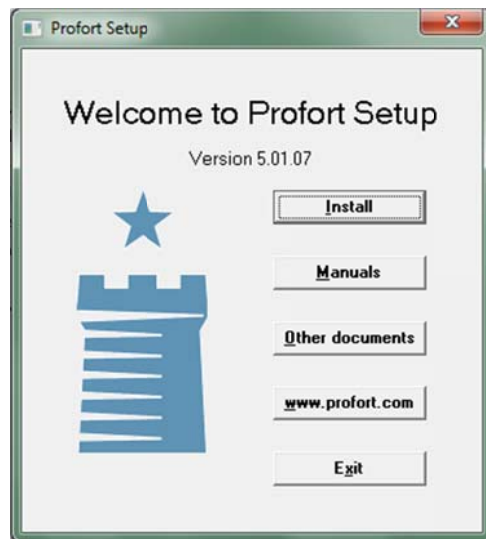 Profort Setup
Welcome to Profort Setup
Version 5.01.07
Install
Manuals
Other documents
www.profort.com
Exit